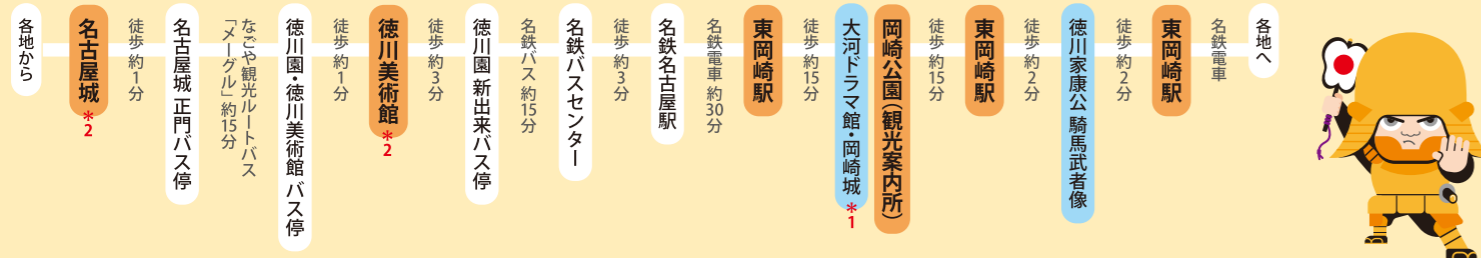 各地から
名古屋城
＊2
徒歩 約1分
名古屋城 正門バス停
なごや観光ルートバス
「メーグル」約15分
徳川園・徳川美術館 バス停
徒歩 約1分
徳川美術館
＊2
徒歩 約3分
徳川園 新出来バス停
名鉄バス 約15分
名鉄バスセンター
徒歩 約3分
名鉄名古屋駅
名鉄電車 約30分
東岡崎駅
徒歩 約15分
大河ドラマ館・岡崎城
＊1
岡崎公園（観光案内所）
徒歩 約15分
東岡崎駅
徒歩 約2分
徳川家康公 騎馬武者像
徒歩 約2分
東岡崎駅
名鉄電車
各地へ